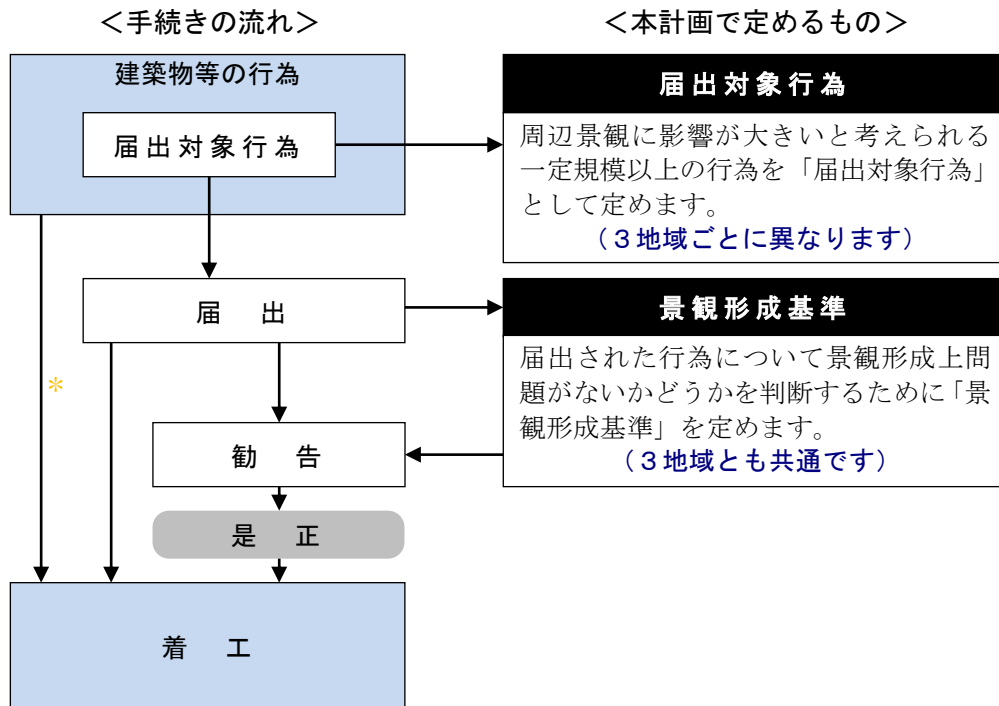 ＜手続きの流れ＞
建築物等の行為
届出対象行為
届　出
＊
勧　告
是　正
着　工
＜本計画で定めるもの＞
届出対象行為
周辺景観に影響が大きいと考えられる
一定規模以上の行為を「届出対象行為」
として定めます。
（３地域ごとに異なります）
景観形成基準
届出された行為について景観形成上問
題がないかどうかを判断するために「景
観形成基準」を定めます。
（３地域とも共通です）